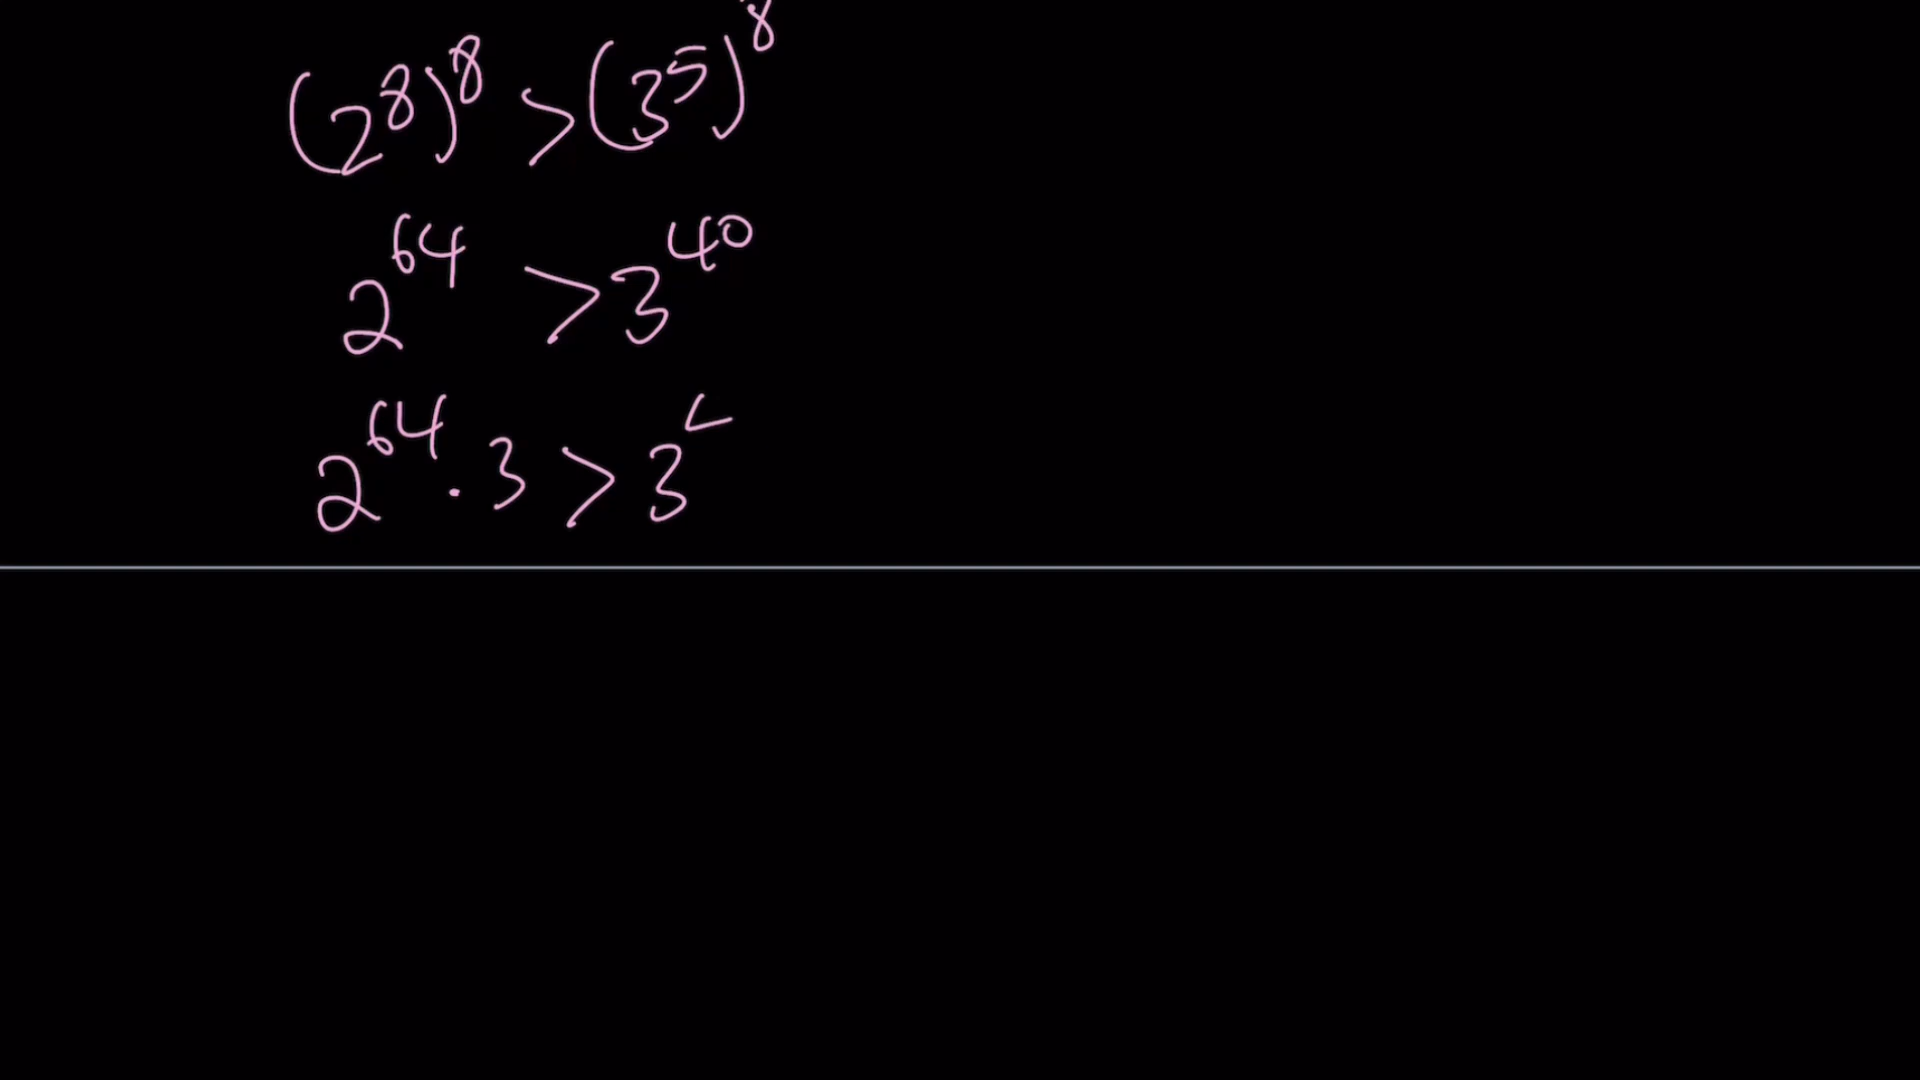 (2⁸)⁸ > (3⁵)⁸
2⁶⁴ > 3⁴⁰
2⁶⁴ · 3 > 3